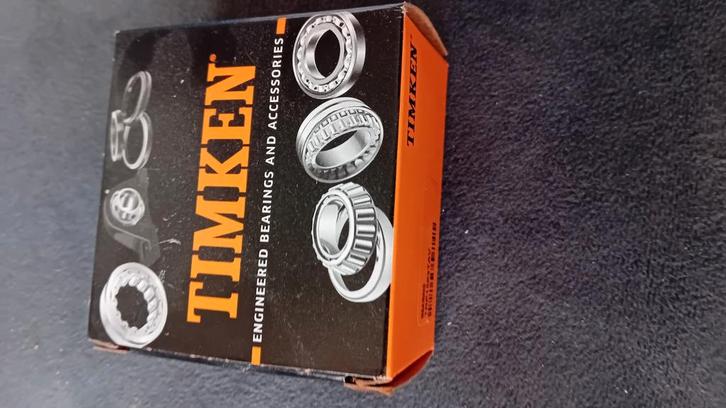 TIMKEN
ENGINEERED BEARINGS AND ACCESSORIES
TIMKEN